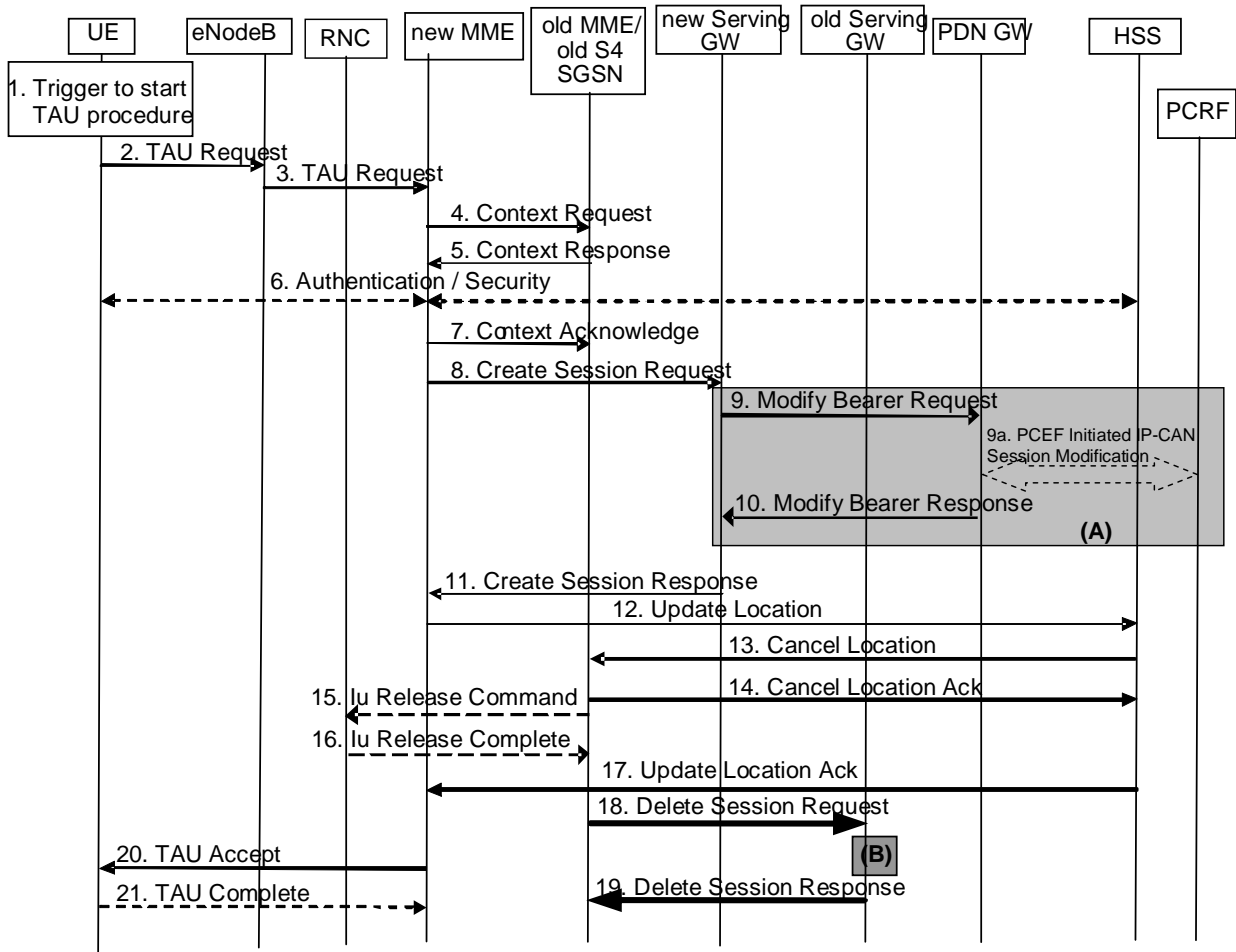 UE
eNodeB
RNC
new MME
old MME/
old S4
SGSN
new Serving
GW
old Serving
GW
PDN GW
HSS
PCRF
1. Trigger to start
TAU procedure
2. TAU Request
3. TAU Request
4. Context Request
5. Context Response
6. Authentication / Security
7. Context Acknowledge
8. Create Session Request
9. Modify Bearer Request
9a. PCEF Initiated IP-CAN
Session Modification
10. Modify Bearer Response
(A)
11. Create Session Response
12. Update Location
13. Cancel Location
14. Cancel Location Ack
15. Iu Release Command
16. Iu Release Complete
17. Update Location Ack
18. Delete Session Request
(B)
20. TAU Accept
19. Delete Session Response
21. TAU Complete